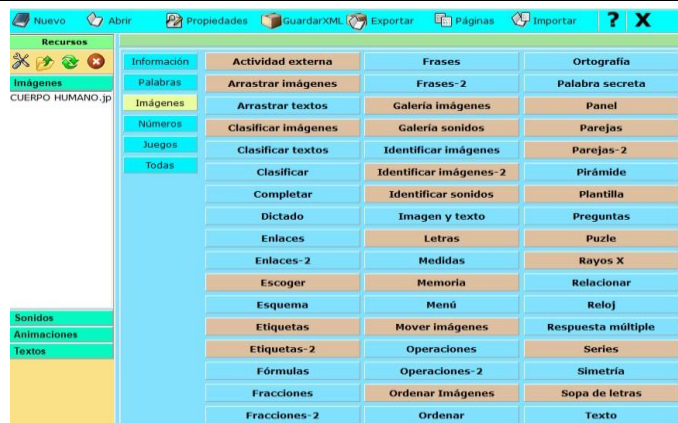 Nuevo Abrir Propiedades GuardarXML Exportar Páginas Importar ? X
Recursos
Imágenes
CUERPO HUMANO.jp
Sonidos
Animaciones
Textos
Información
Palabras
Imágenes
Números
Juegos
Todas
Actividad externa Frases Ortografía
Arrastrar imágenes Frases-2 Palabra secreta
Arrastrar textos Galería imágenes Panel
Clasificar imágenes Galería sonidos Parejas
Clasificar textos Identificar imágenes Parejas-2
Clasificar Identificar imágenes-2 Pirámide
Completar Identificar sonidos Plantilla
Dictado Imagen y texto Preguntas
Enlaces Letras Puzle
Enlaces-2 Medidas Rayos X
Escoger Memoria Relacionar
Esquema Menú Reloj
Etiquetas Mover imágenes Respuesta múltiple
Etiquetas-2 Operaciones Series
Fórmulas Operaciones-2 Simetría
Fracciones Ordenar Imágenes Sopa de letras
Fracciones-2 Ordenar Texto